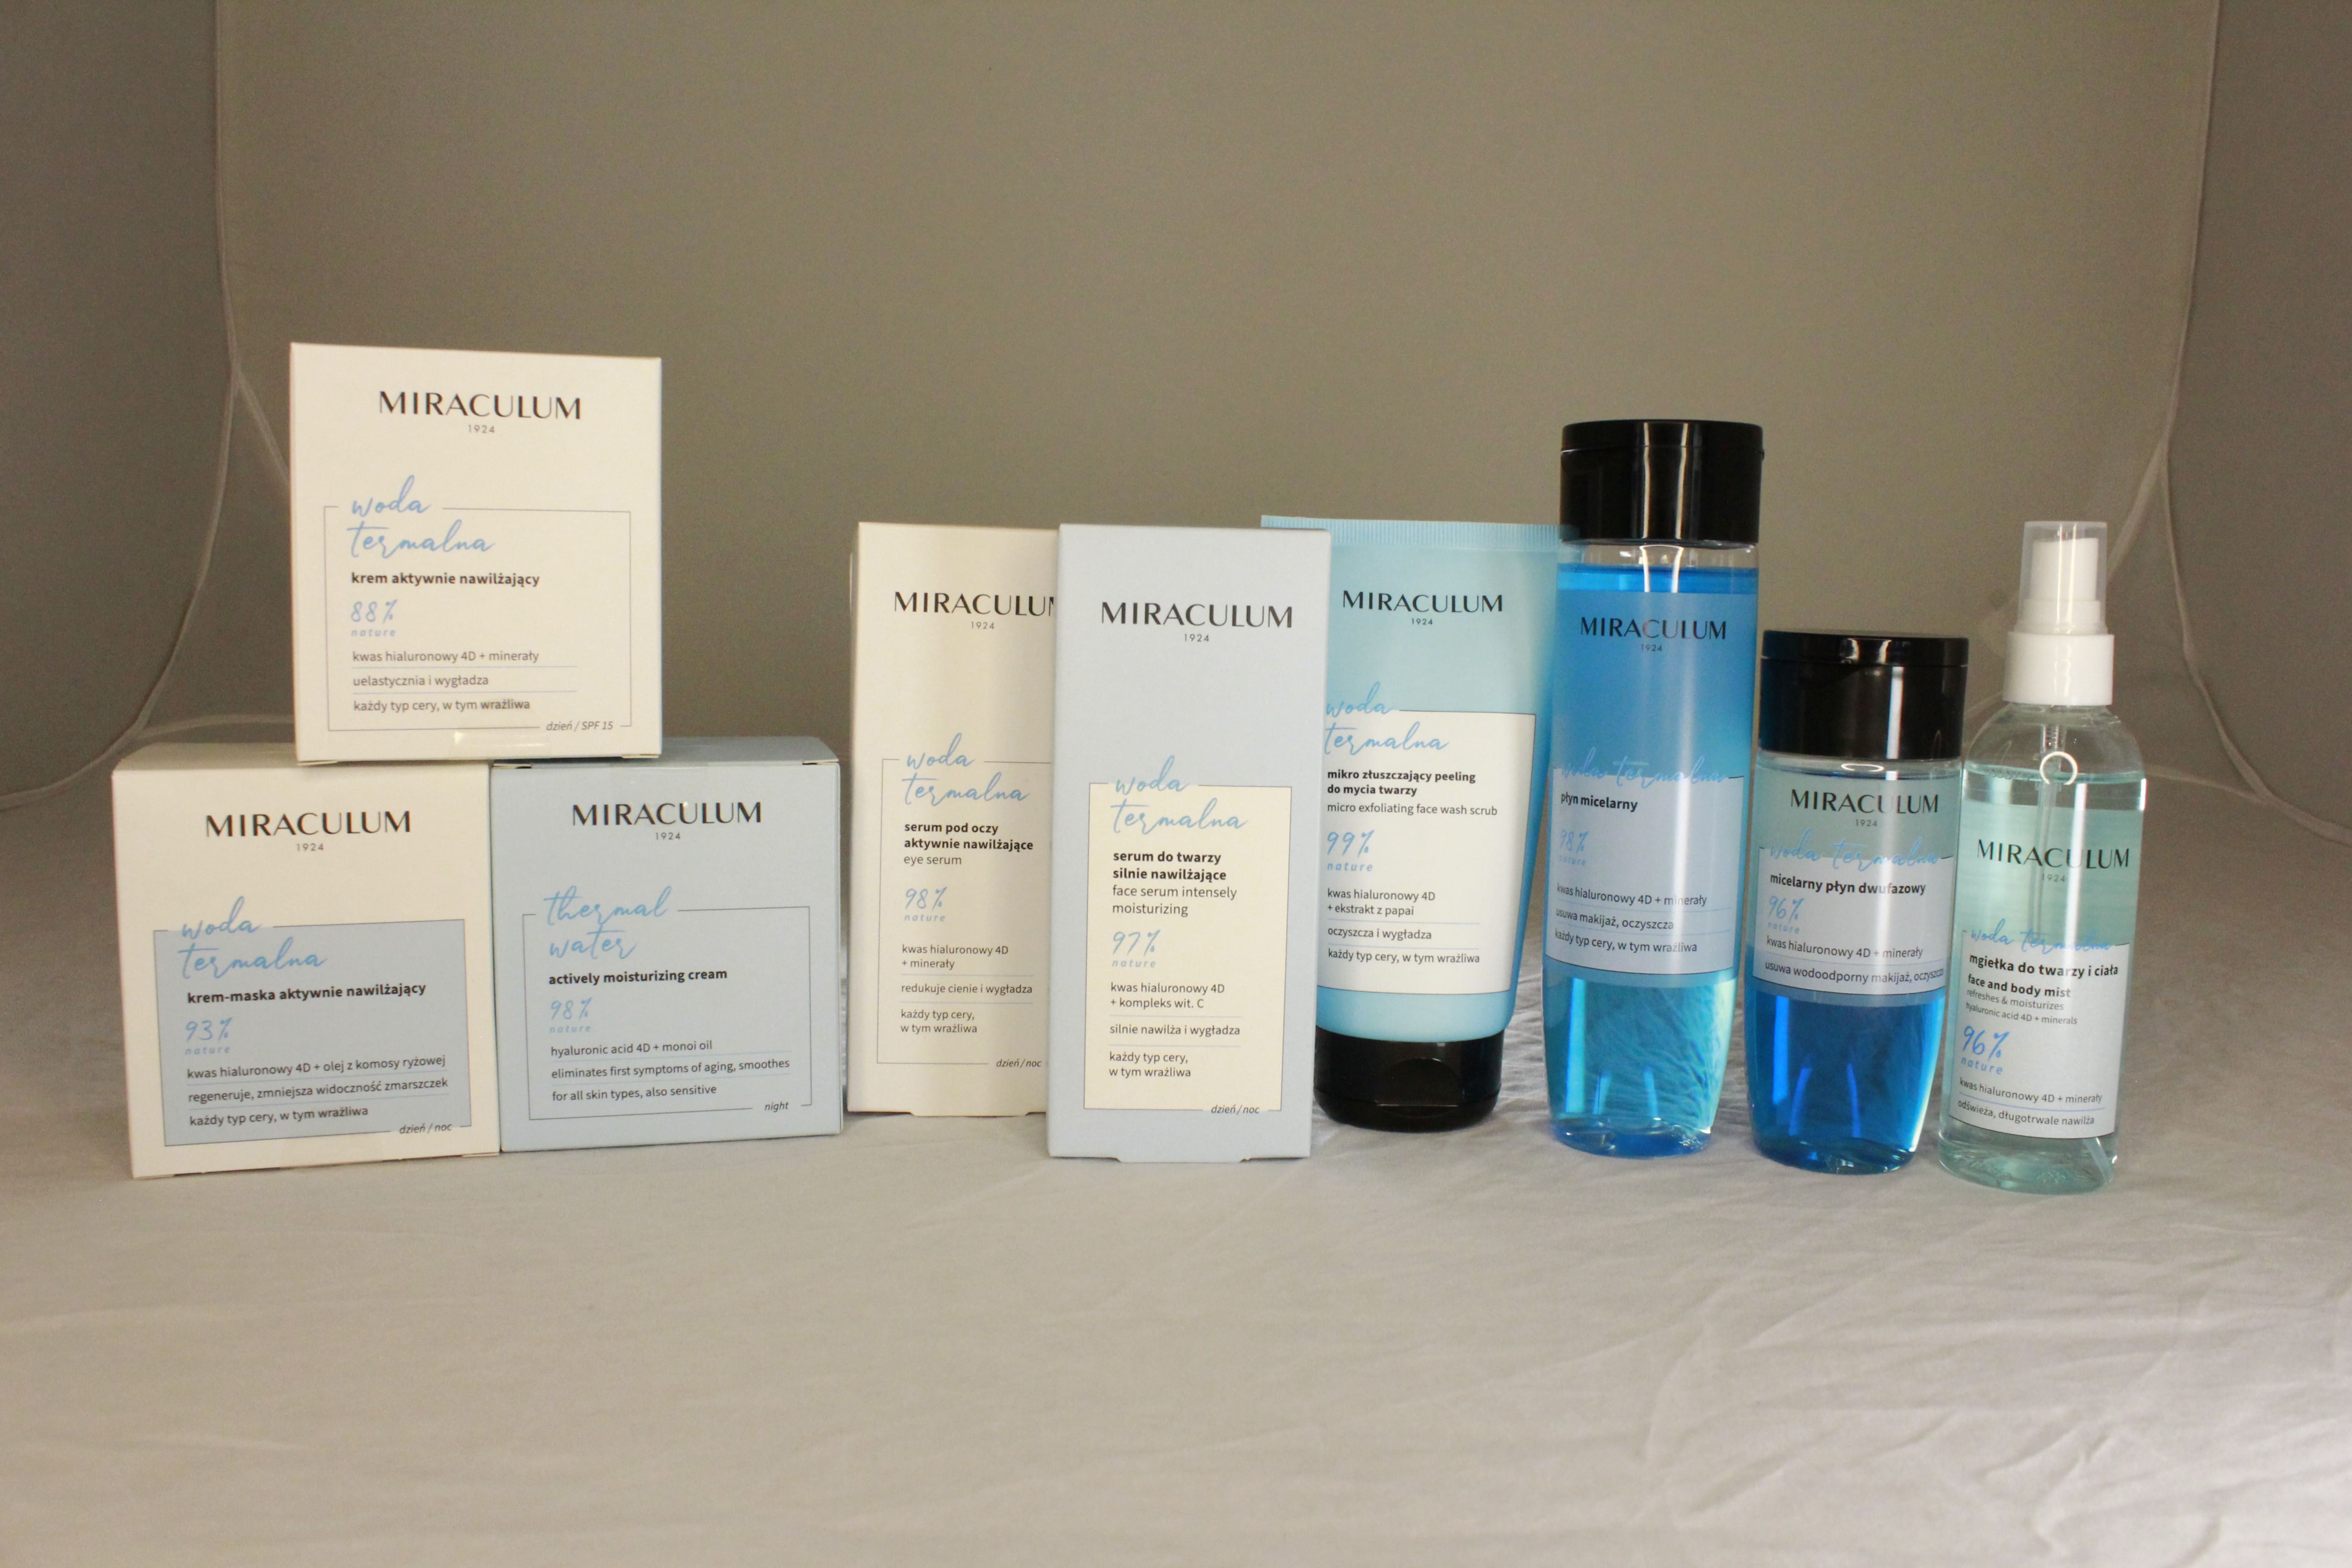 MIRACULUM
1924
woda
termalna
krem aktywnie nawilżający
88%
nature
kwas hialuronowy 4D + minerały
uelastycznia i wygładza
każdy typ cery, w tym wrażliwa
dzień / SPF 15
MIRACULUM
1924
woda
termalna
krem-maska aktywnie nawilżający
93%
nature
kwas hialuronowy 4D + olej z komosy ryżowej
regeneruje, zmniejsza widoczność zmarszczek
każdy typ cery, w tym wrażliwa
dzień / noc
MIRACULUM
1924
thermal
water
actively moisturizing cream
98%
nature
hyaluronic acid 4D + monoi oil
eliminates first symptoms of aging, smoothes
for all skin types, also sensitive
night
MIRACULUM
1924
woda
termalna
serum pod oczy
aktywnie nawilżające
eye serum
98%
nature
kwas hialuronowy 4D
+ minerały
redukuje cienie i wygładza
każdy typ cery,
w tym wrażliwa
dzień / noc
MIRACULUM
1924
woda
termalna
serum do twarzy
silnie nawilżające
face serum intensely
moisturizing
97%
nature
kwas hialuronowy 4D
+ kompleks wit. C
silnie nawilża i wygładza
każdy typ cery,
w tym wrażliwa
dzień / noc
MIRACULUM
1924
woda
termalna
mikro złuszczający peeling
do mycia twarzy
micro exfoliating face wash scrub
99%
nature
kwas hialuronowy 4D
+ ekstrakt z papai
oczyszcza i wygładza
każdy typ cery, w tym wrażliwa
MIRACULUM
1924
woda termalna
płyn micelarny
98%
nature
kwas hialuronowy 4D + minerały
usuwa makijaż, oczyszcza
każdy typ cery, w tym wrażliwa
MIRACULUM
1924
woda termalna
micelarny płyn dwufazowy
96%
nature
kwas hialuronowy 4D + minerały
usuwa wodoodporny makijaż, oczyszcza
MIRACULUM
1924
woda termalna
mgiełka do twarzy i ciała
face and body mist
refreshes & moisturizes
hyaluronic acid 4D + minerals
96%
nature
kwas hialuronowy 4D + minerały
odświeża, długotrwale nawilża